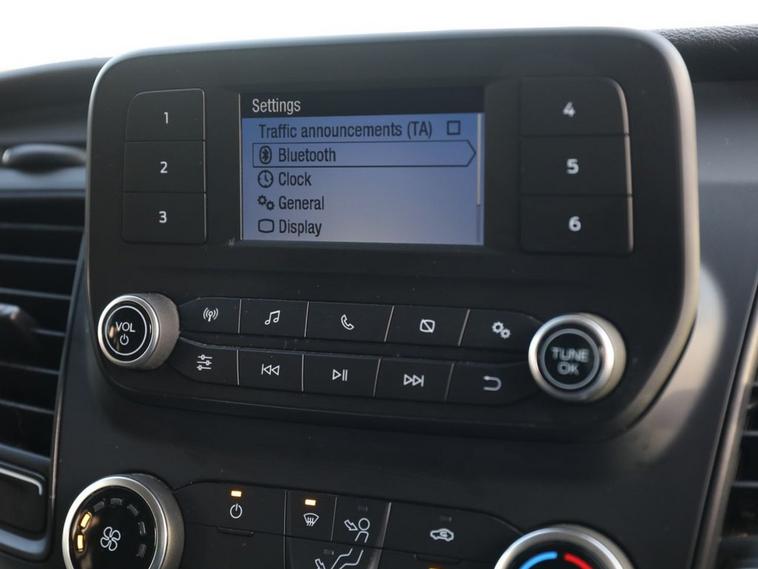 Settings
Traffic announcements (TA)
Bluetooth
Clock
General
Display
1
2
3
4
5
6
VOL
TUNE
OK